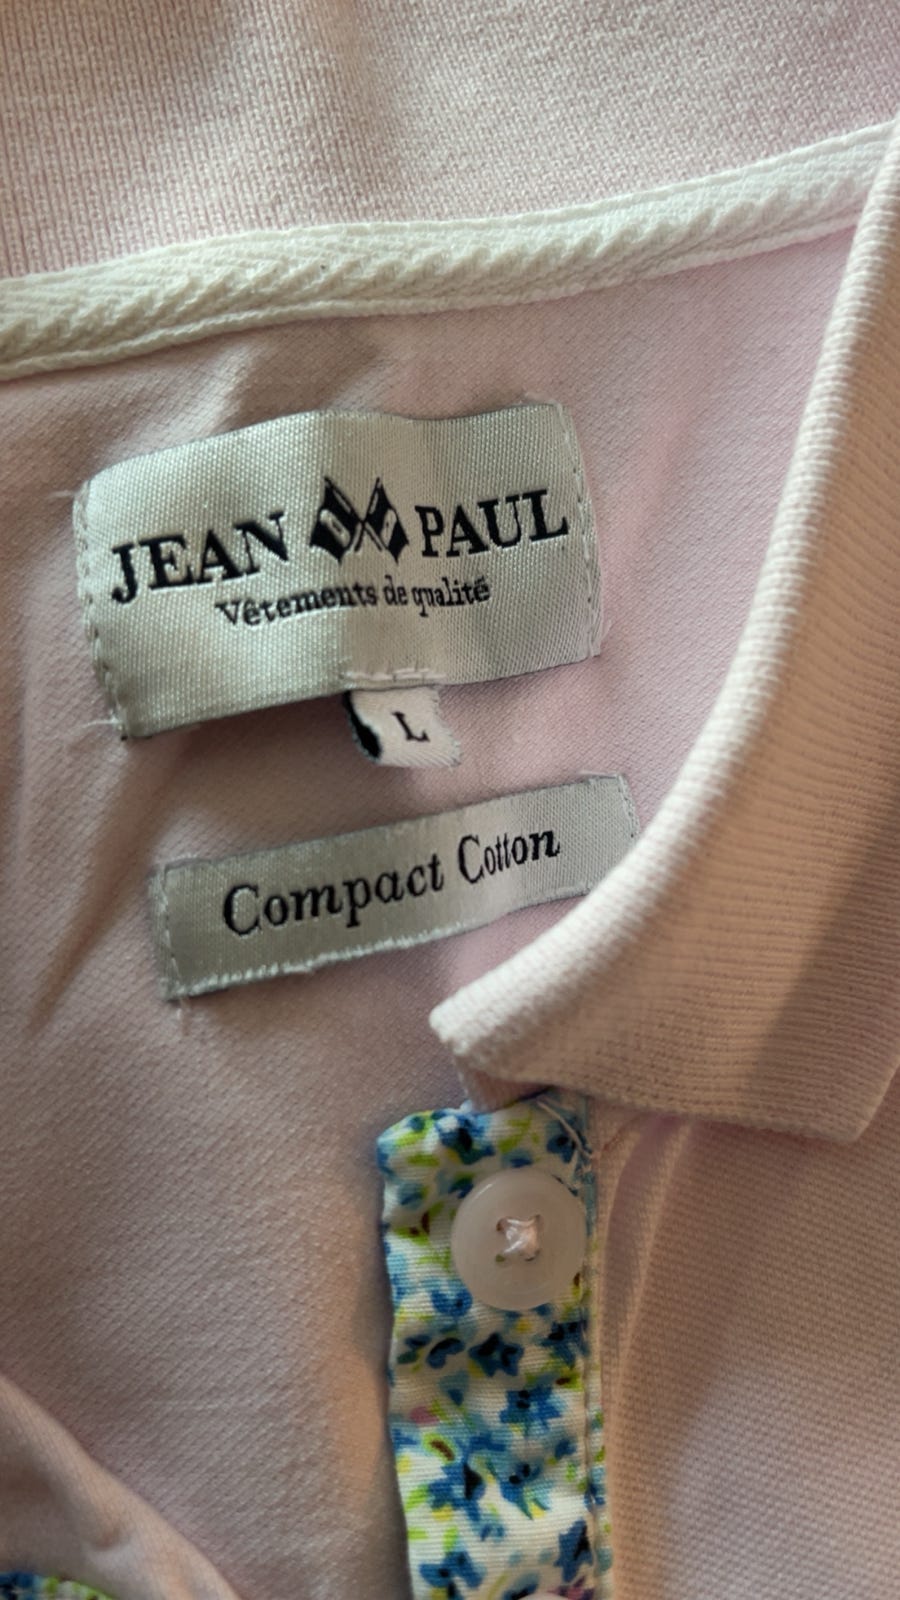 JEAN PAUL
Vêtements de qualité
L
Compact Cotton